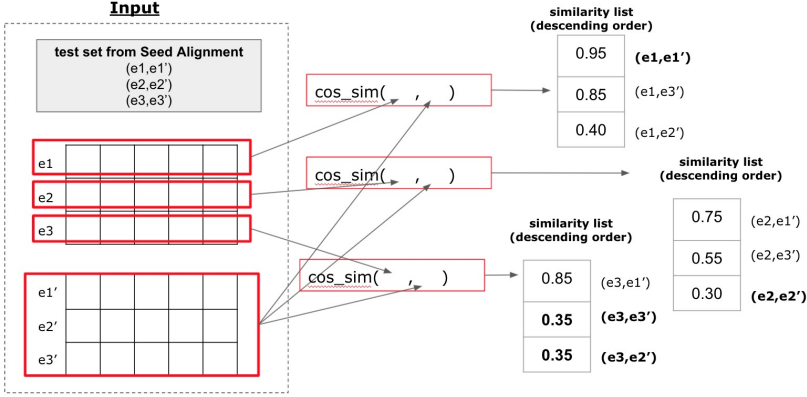 Input
test set from Seed Alignment
(e1,e1’)
(e2,e2’)
(e3,e3’)
e1
e2
e3
e1’
e2’
e3’
cos_sim( , )
cos_sim( , )
cos_sim( , )
similarity list
(descending order)
0.95 (e1,e1’)
0.85 (e1,e3’)
0.40 (e1,e2’)
similarity list
(descending order)
0.75 (e2,e1’)
0.55 (e2,e3’)
0.30 (e2,e2’)
similarity list
(descending order)
0.85 (e3,e1’)
0.35 (e3,e3’)
0.35 (e3,e2’)